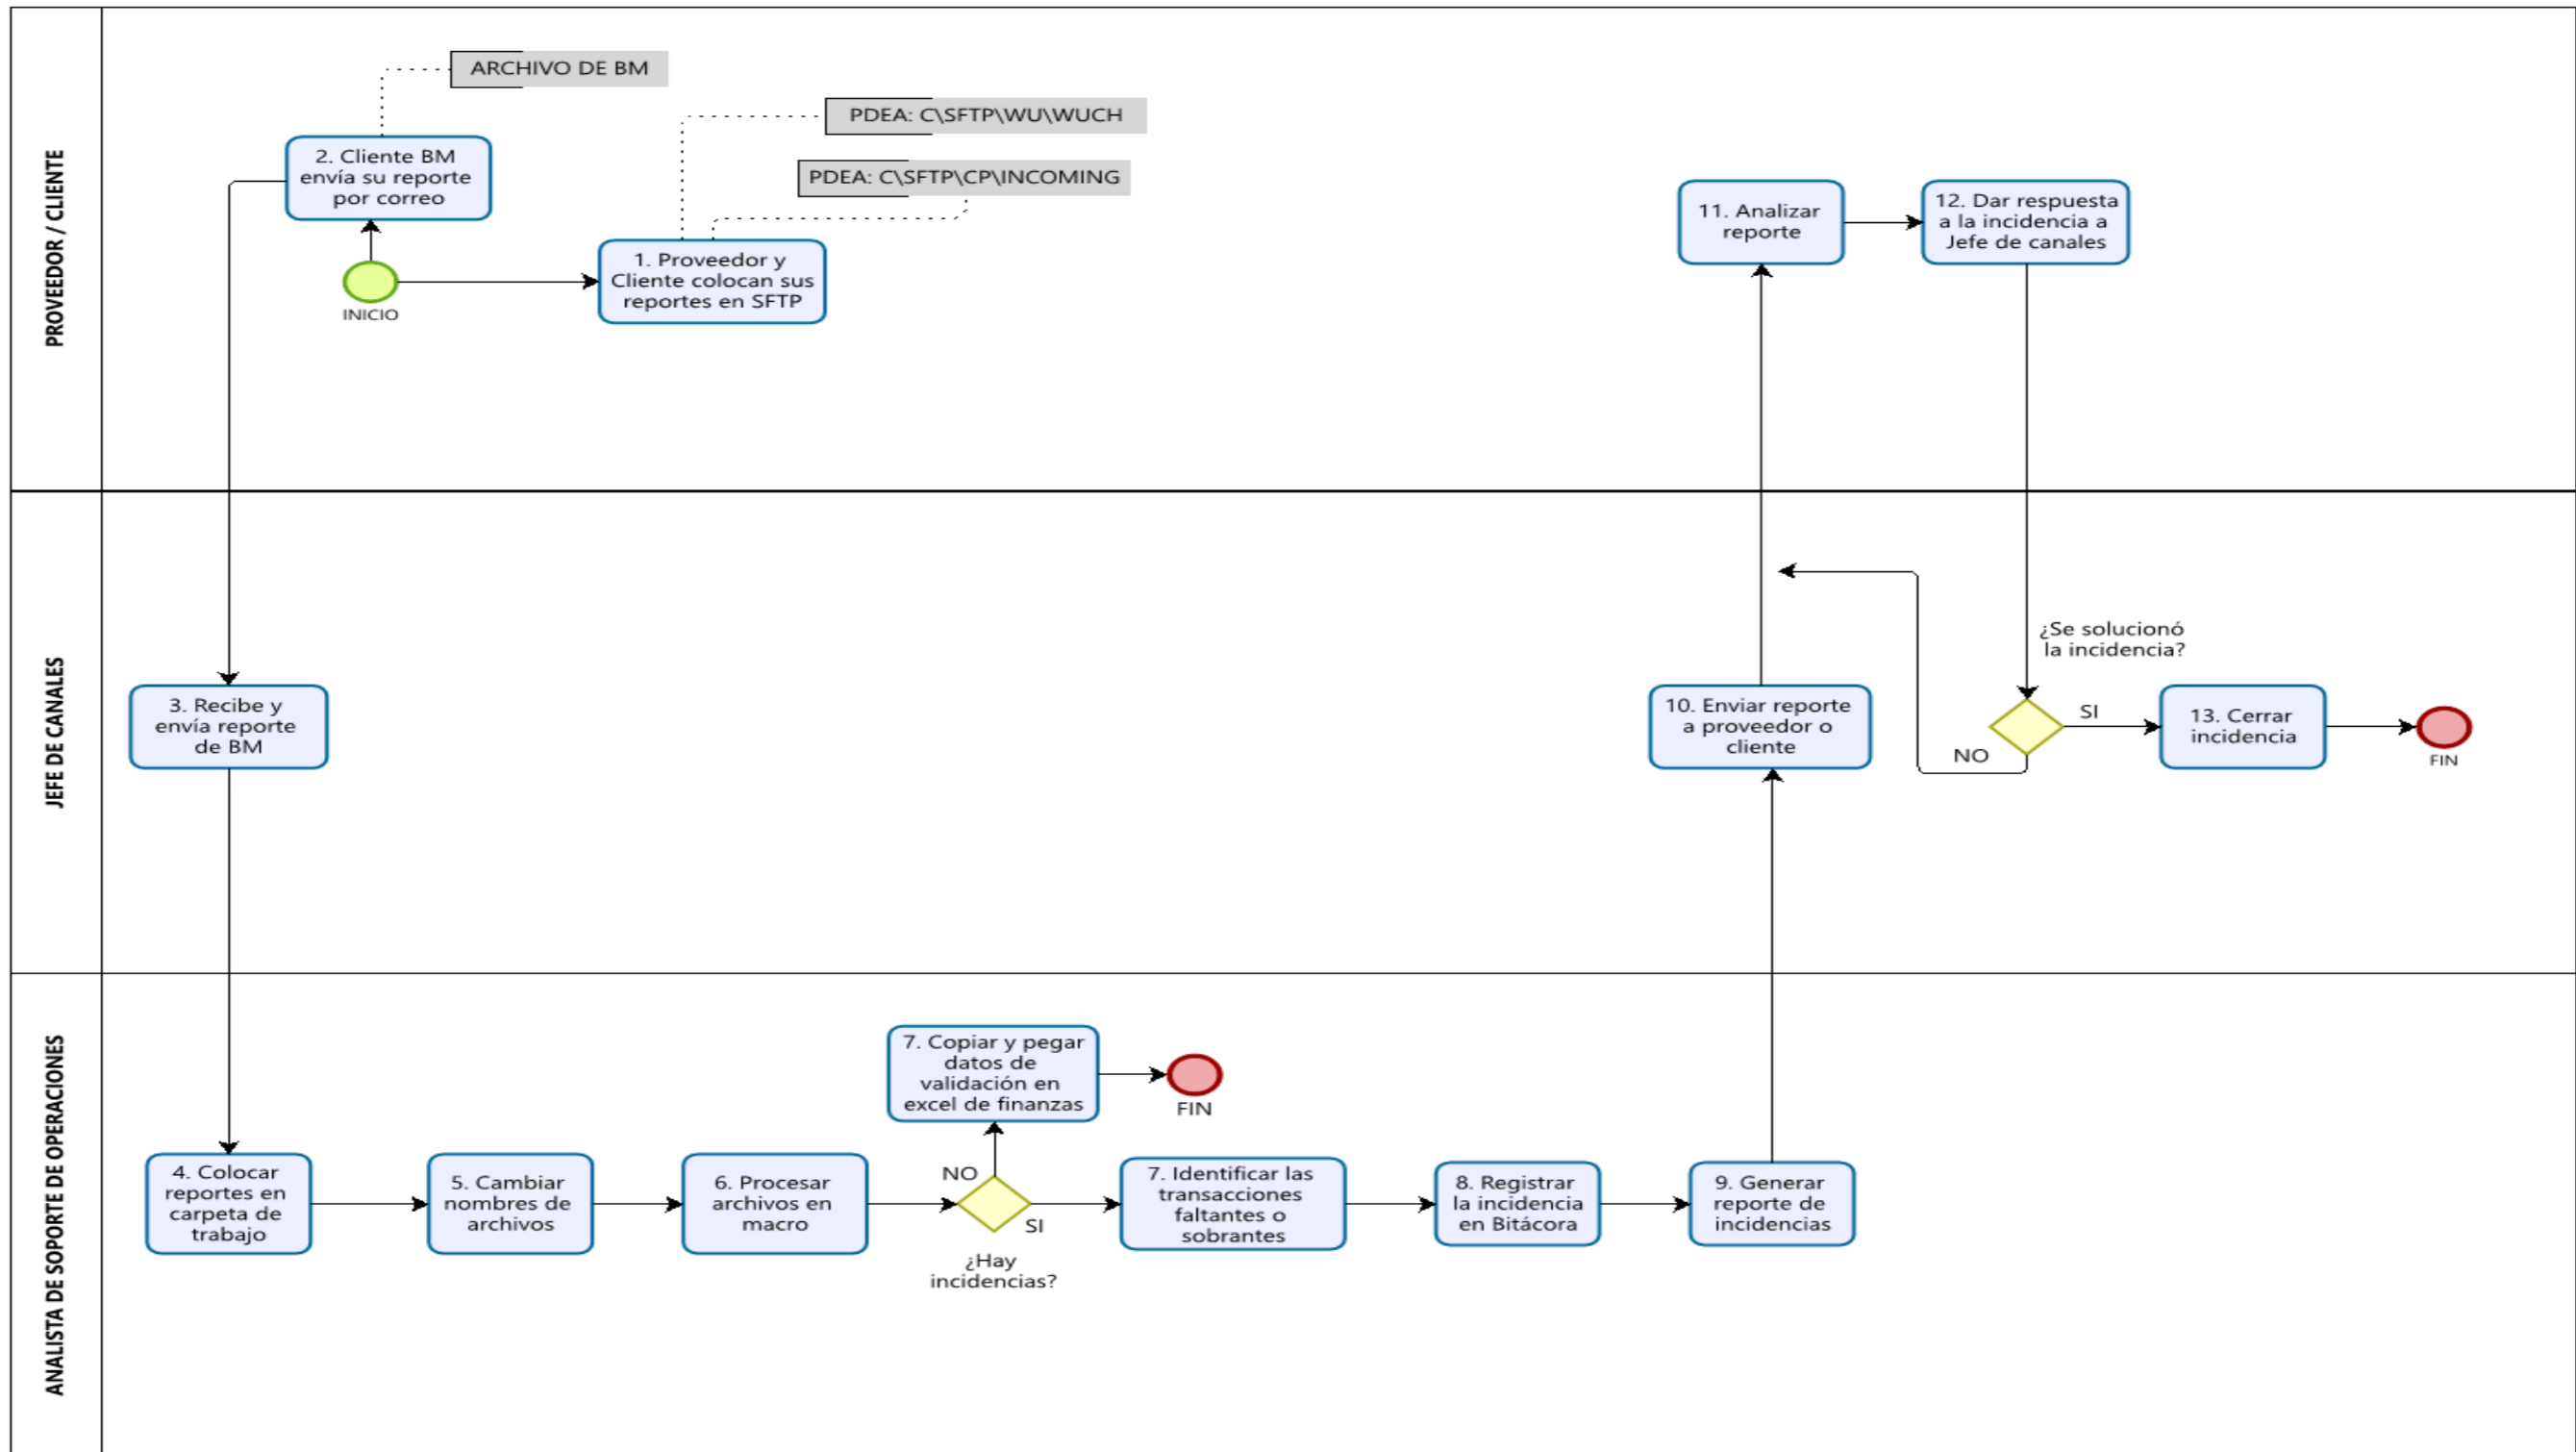 PROVEEDOR / CLIENTE
ARCHIVO DE BM
PDEA: C\SFTP\WU\WUCH
PDEA: C\SFTP\CP\INCOMING
2. Cliente BM
envía su reporte
por correo
INICIO
1. Proveedor y
Cliente colocan sus
reportes en SFTP
11. Analizar
reporte
12. Dar respuesta
a la incidencia a
Jefe de canales
JEFE DE CANALES
3. Recibe y
envía reporte
de BM
10. Enviar reporte
a proveedor o
cliente
¿Se solucionó
la incidencia?
SI
NO
13. Cerrar
incidencia
FIN
ANALISTA DE SOPORTE DE OPERACIONES
4. Colocar
reportes en
carpeta de
trabajo
5. Cambiar
nombres de
archivos
6. Procesar
archivos en
macro
7. Copiar y pegar
datos de
validación en
excel de finanzas
FIN
NO
SI
¿Hay
incidencias?
7. Identificar las
transacciones
faltantes o
sobrantes
8. Registrar
la incidencia
en Bitácora
9. Generar
reporte de
incidencias